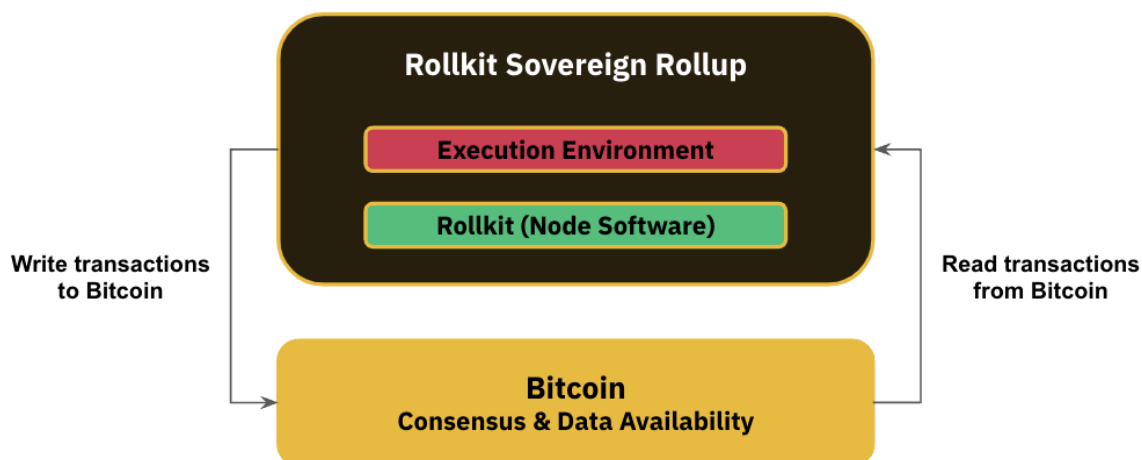 Rollkit Sovereign Rollup
Execution Environment
Rollkit (Node Software)
Write transactions
to Bitcoin
Read transactions
from Bitcoin
Bitcoin
Consensus & Data Availability